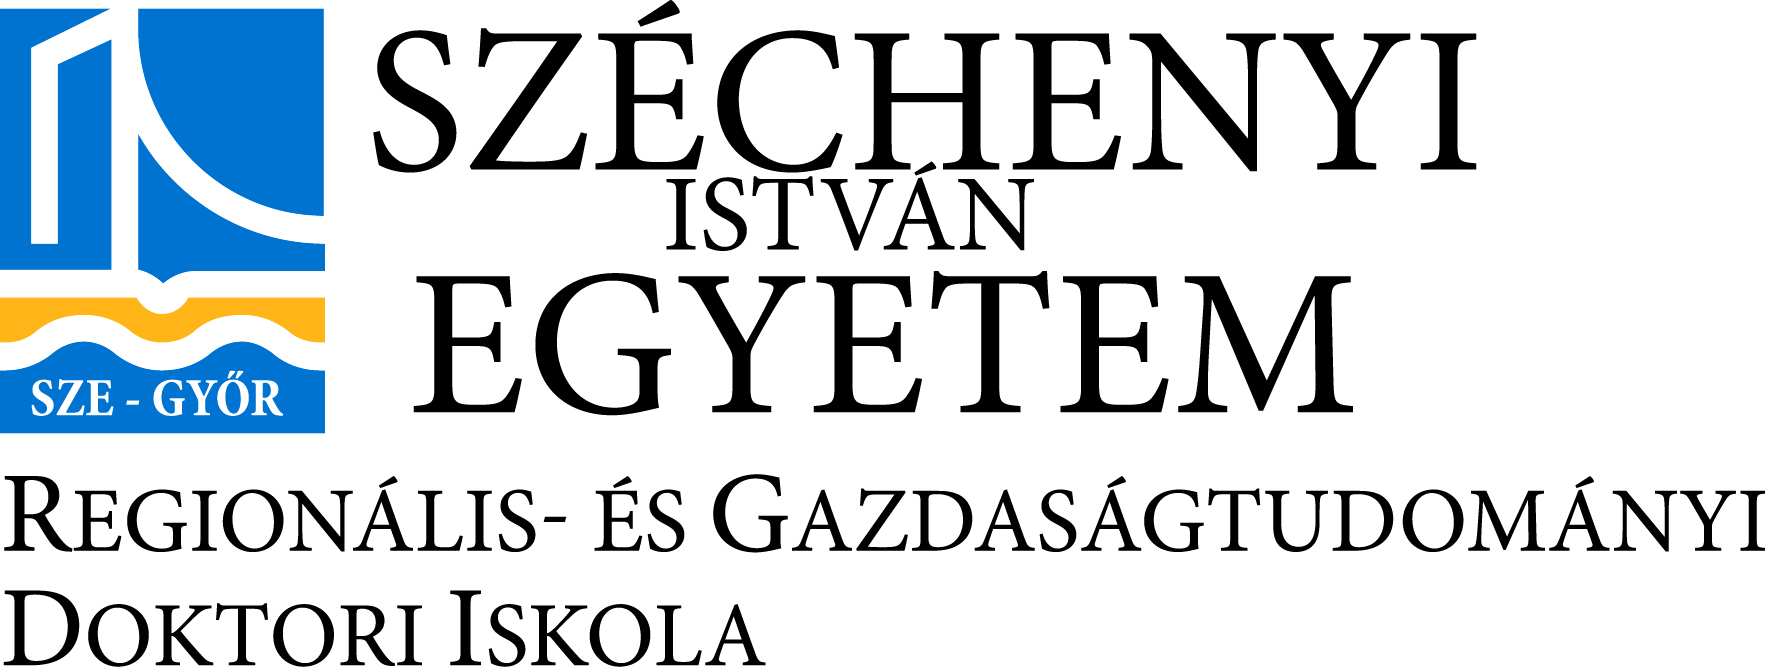 SZÉCHENYI
ISTVÁN
EGYETEM
SZE - GYŐR
REGIONÁLIS- ÉS GAZDASÁGTUDOMÁNYI
DOKTORI ISKOLA